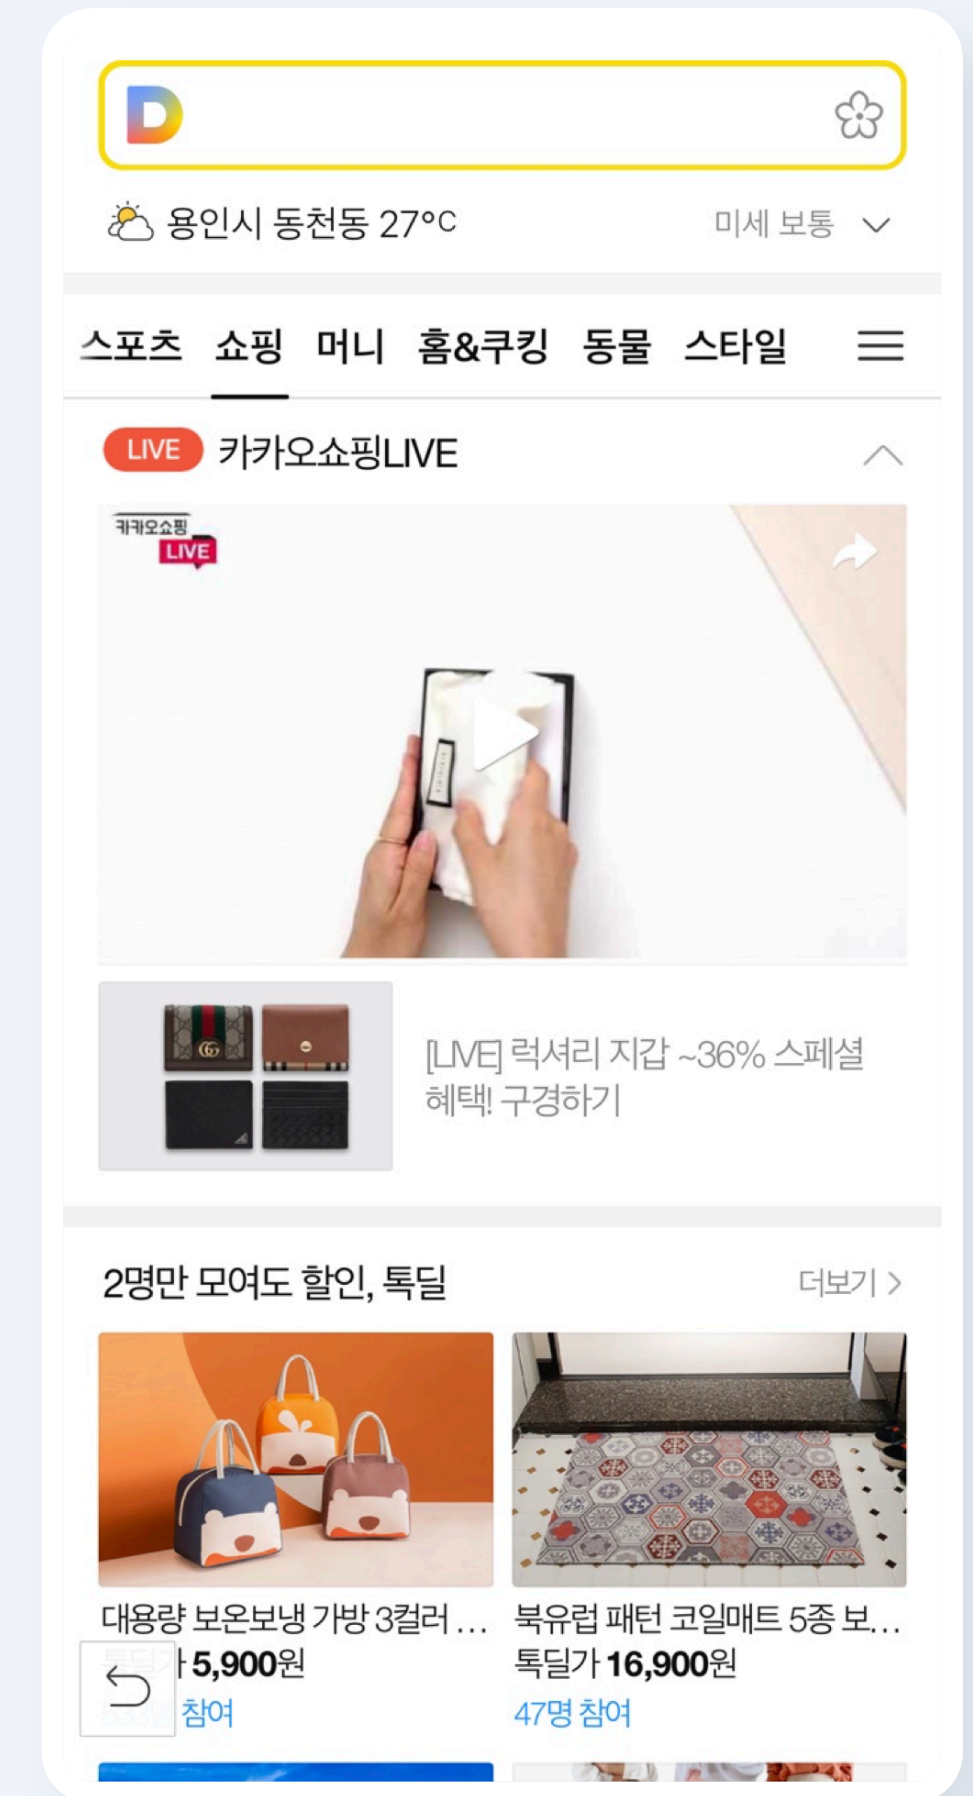 D
용인시 동천동 27°C
미세 보통
스포츠 쇼핑 머니 홈&쿠킹 동물 스타일
LIVE 카카오쇼핑LIVE
카카오쇼핑
LIVE
[LIVE] 럭셔리 지갑 ~36% 스페셜
혜택! 구경하기
2명만 모여도 할인, 톡딜
더보기 >
대용량 보온보냉 가방 3컬러 ...
톡딜가 5,900원
참여
북유럽 패턴 코일매트 5종 보...
톡딜가 16,900원
47명 참여